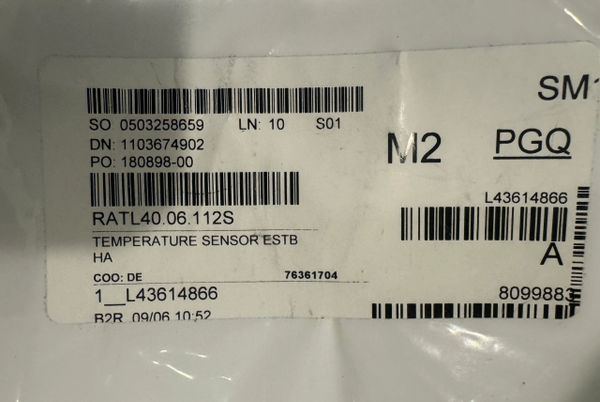 SM1
SO 0503258659 LN: 10 S01
DN: 1103674902
PO: 180898-00
M2 PGQ
L43614866
RATL40.06.112S
TEMPERATURE SENSOR ESTB
HA
A
COO: DE 76361704
1__L43614866
8099883
B2R 09/06 10:52